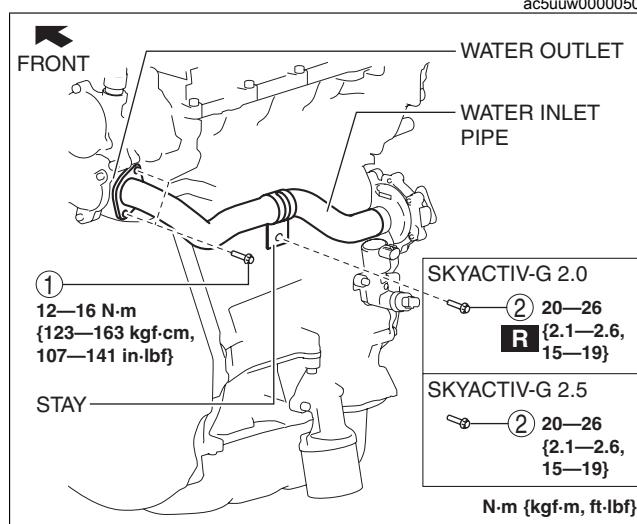 ac5uuw0000050
FRONT
WATER OUTLET
WATER INLET
PIPE
SKYACTIV-G 2.0
① 
12—16 N·m
{123—163 kgf·cm,
107—141 in·lbf}
② 20—26
R {2.1—2.6,
15—19}
STAY
SKYACTIV-G 2.5
② 20—26
{2.1—2.6,
15—19}
N·m {kgf·m, ft·lbf}